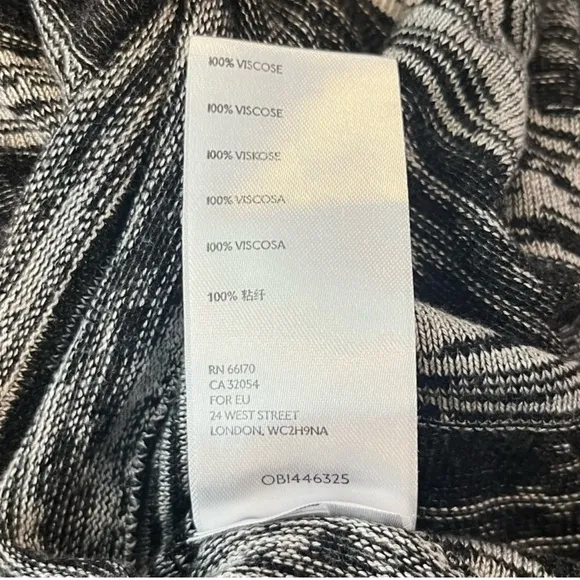 100% VISCOSE
100% VISCOSE
100% VISKOSE
100% VISCOSA
100% VISCOSA
100% 粘纤
RN 66170
CA 32054
FOR EU
24 WEST STREET
LONDON, WC2H9NA
OB1446325